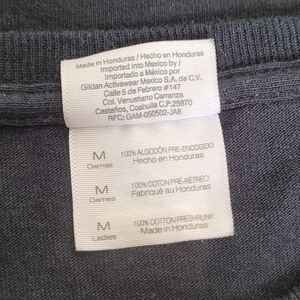 Made in Honduras / Hecho en Honduras
Imported into Mexico by /
Importado a México por
Gildan Activewear Mexico S.A. de C.V.
Calle 5 de Febrero #147
Col. Venustiano Carranza
Castaños, Coahuila C.P. 25870
RFC: GAM-050502-JA8
M
Dames
100% ALGODÓN PRE-ENCOGIDO
Hecho en Honduras
M
Dames
100% COTON PRÉ-RÉTRÉCI
Fabriqué au Honduras
M
Ladies
100% COTTON PRESHRUNK
Made in Honduras